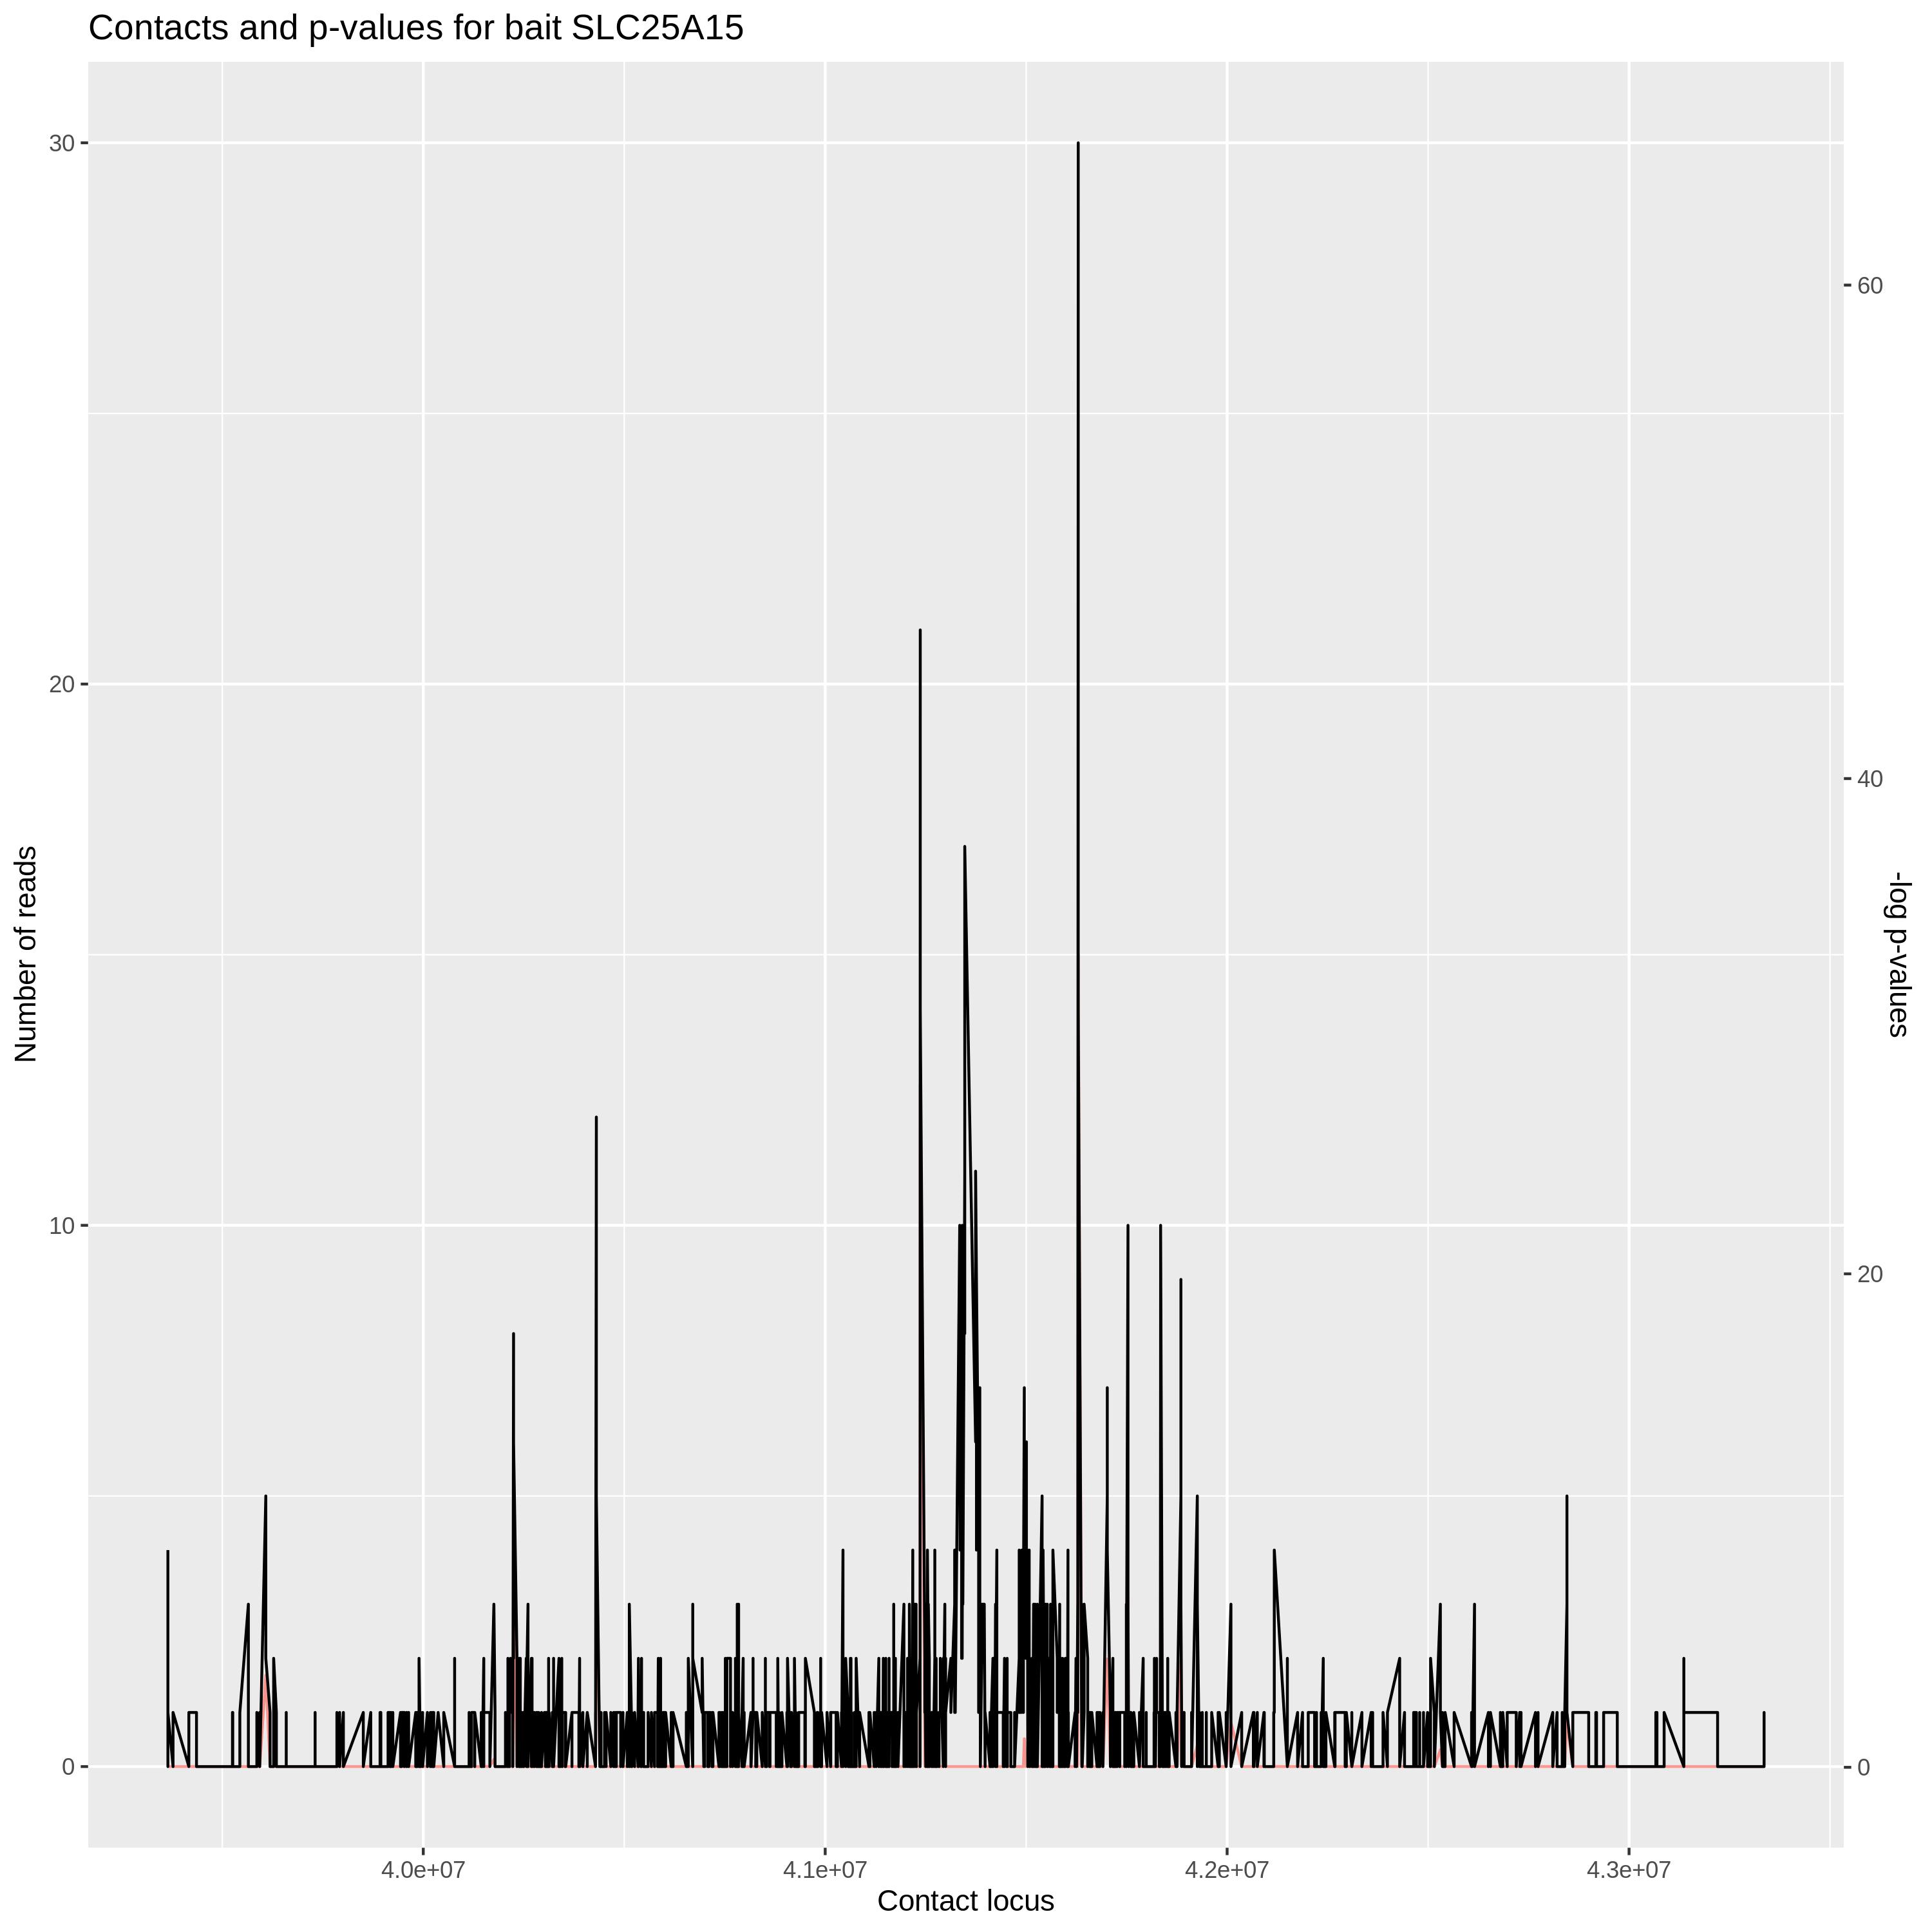 Contacts and p-values for bait SLC25A15
30
20
10
0
Number of reads
60
40
20
0
-log p-values
4.0e+07
4.1e+07
4.2e+07
4.3e+07
Contact locus